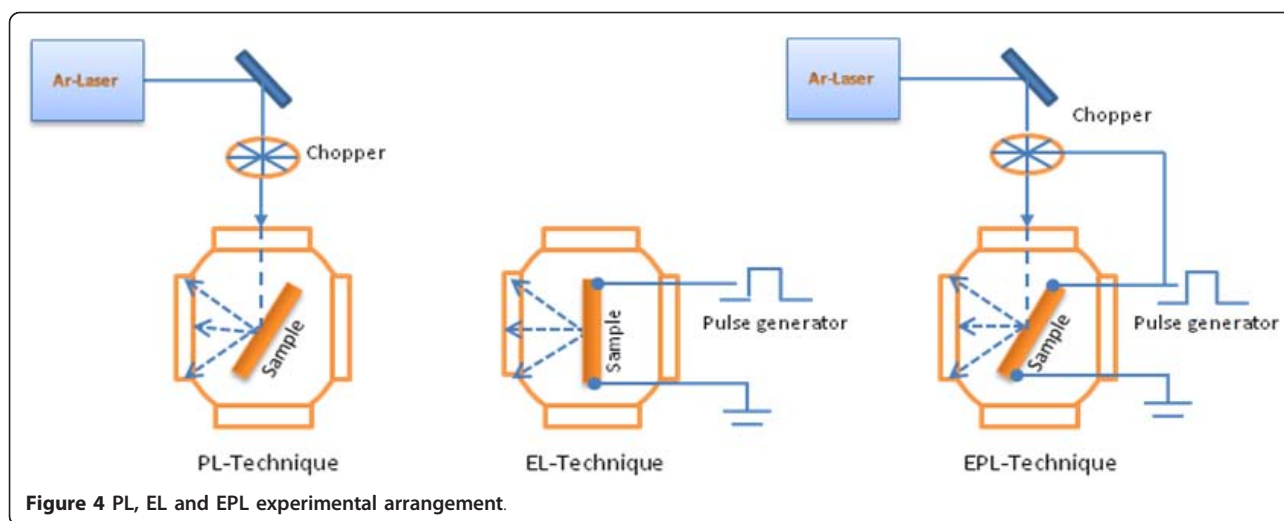 Ar-Laser
Chopper
Sample
PL-Technique
Sample
Pulse generator
EL-Technique
Ar-Laser
Chopper
Sample
Pulse generator
EPL-Technique
Figure 4 PL, EL and EPL experimental arrangement.